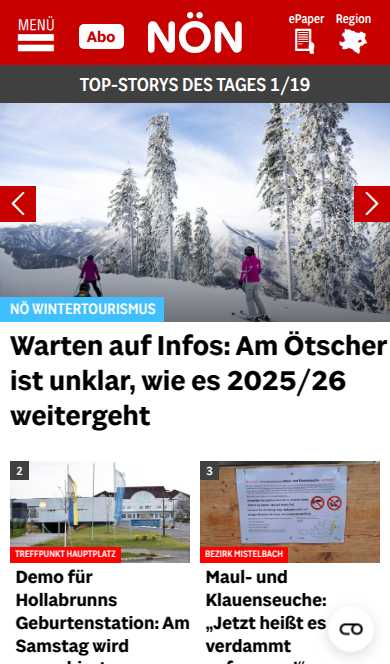 MENÜ
Abo
NÖN
ePaper
Region
TOP-STORYS DES TAGES 1/19
NÖ WINTERTOURISMUS
Warten auf Infos: Am Ötscher
ist unklar, wie es 2025/26
weitergeht
2
TREFFPUNKT HAUPTPLATZ
Demo für
Hollabrunns
Geburtenstation: Am
Samstag wird
3
BEZIRK MISTELBACH
Maul- und
Klauenseuche:
„Jetzt heißt es
verdammt